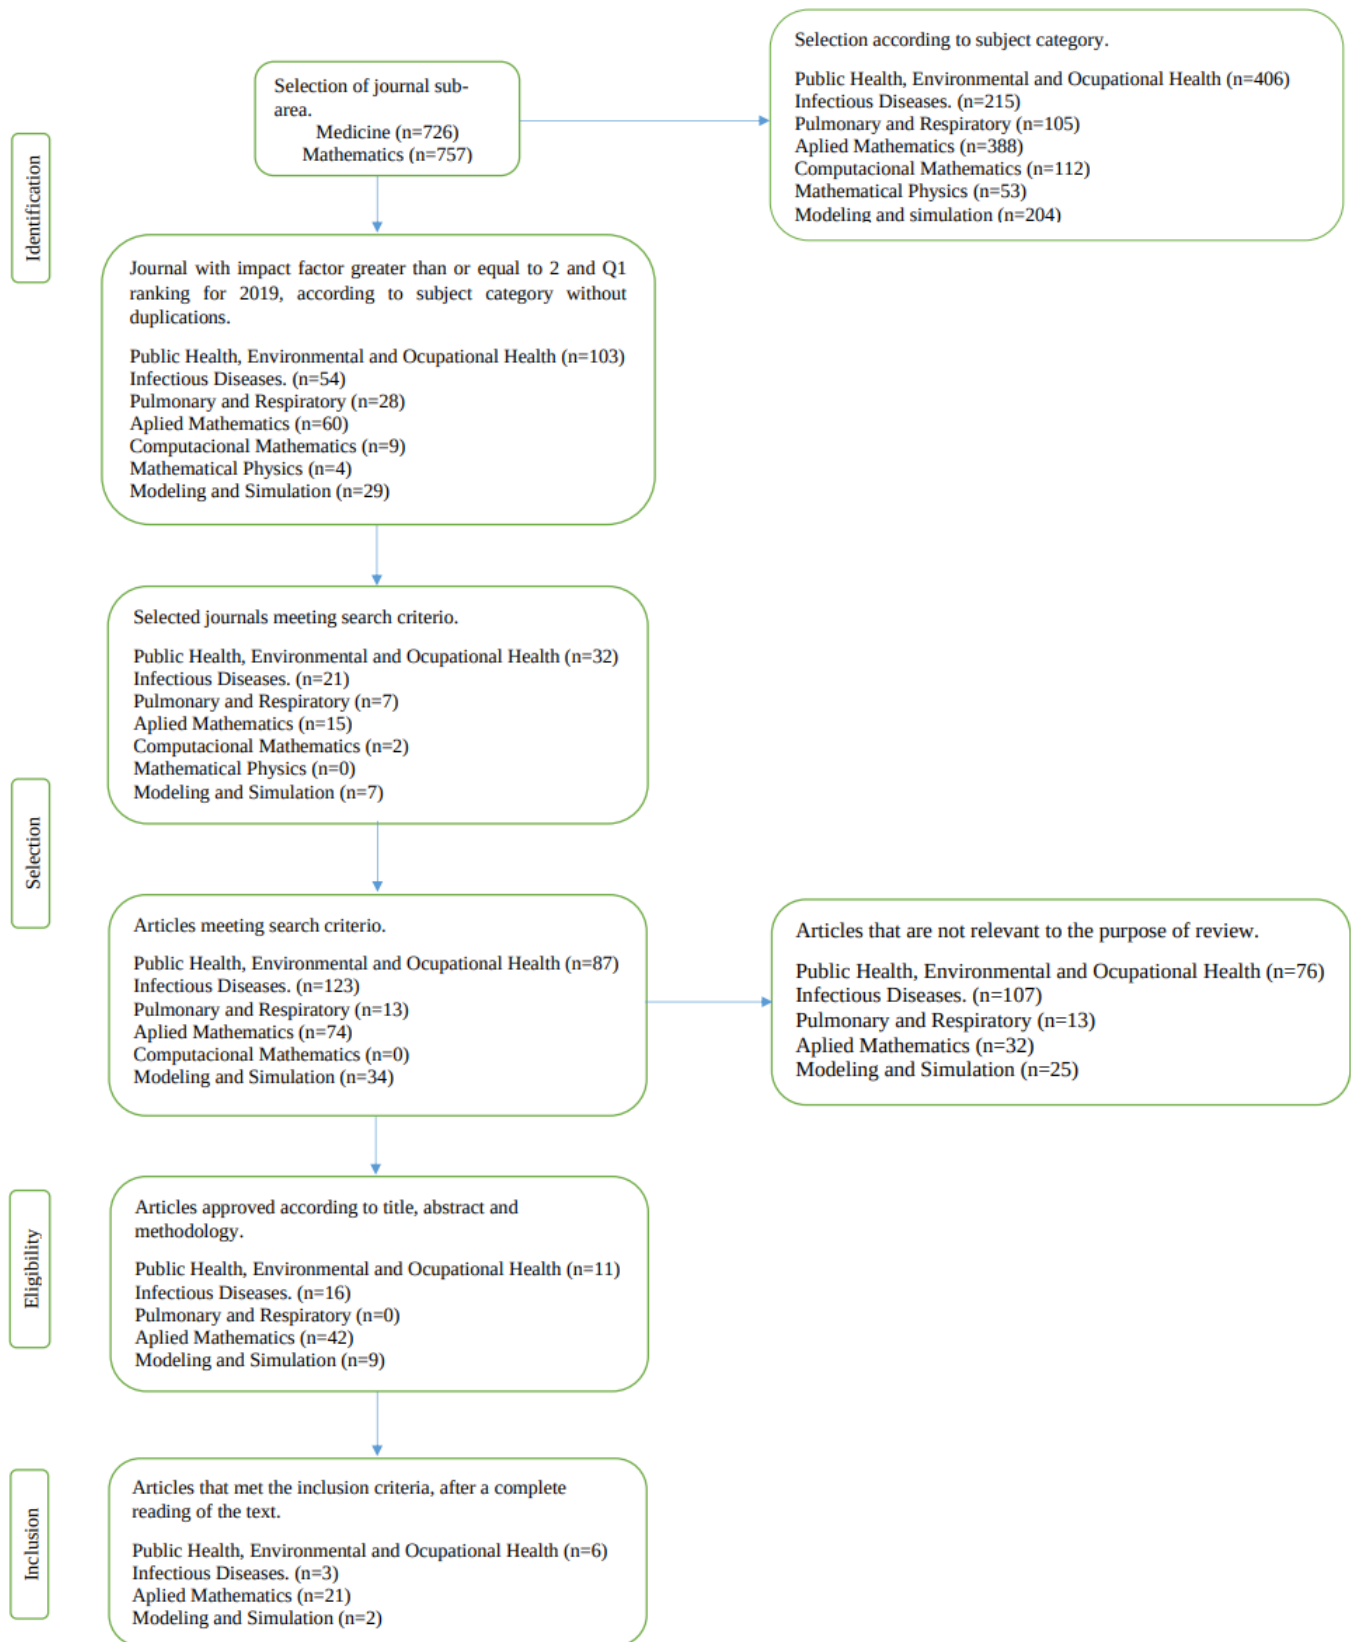 Identification
Selection of journal sub-
area.
Medicine (n=726)
Mathematics (n=757)
Selection according to subject category.
Public Health, Environmental and Ocupational Health (n=406)
Infectious Diseases. (n=215)
Pulmonary and Respiratory (n=105)
Aplied Mathematics (n=388)
Computacional Mathematics (n=112)
Mathematical Physics (n=53)
Modeling and simulation (n=204)
Journal with impact factor greater than or equal to 2 and Q1
ranking for 2019, according to subject category without
duplications.
Public Health, Environmental and Ocupational Health (n=103)
Infectious Diseases. (n=54)
Pulmonary and Respiratory (n=28)
Aplied Mathematics (n=60)
Computacional Mathematics (n=9)
Mathematical Physics (n=4)
Modeling and Simulation (n=29)
Selection
Selected journals meeting search criterio.
Public Health, Environmental and Ocupational Health (n=32)
Infectious Diseases. (n=21)
Pulmonary and Respiratory (n=7)
Aplied Mathematics (n=15)
Computacional Mathematics (n=2)
Mathematical Physics (n=0)
Modeling and Simulation (n=7)
Articles meeting search criterio.
Public Health, Environmental and Ocupational Health (n=87)
Infectious Diseases. (n=123)
Pulmonary and Respiratory (n=13)
Aplied Mathematics (n=74)
Computacional Mathematics (n=0)
Modeling and Simulation (n=34)
Articles that are not relevant to the purpose of review.
Public Health, Environmental and Ocupational Health (n=76)
Infectious Diseases. (n=107)
Pulmonary and Respiratory (n=13)
Aplied Mathematics (n=32)
Modeling and Simulation (n=25)
Eligibility
Articles approved according to title, abstract and
methodology.
Public Health, Environmental and Ocupational Health (n=11)
Infectious Diseases. (n=16)
Pulmonary and Respiratory (n=0)
Aplied Mathematics (n=42)
Modeling and Simulation (n=9)
Inclusion
Articles that met the inclusion criteria, after a complete
reading of the text.
Public Health, Environmental and Ocupational Health (n=6)
Infectious Diseases. (n=3)
Aplied Mathematics (n=21)
Modeling and Simulation (n=2)